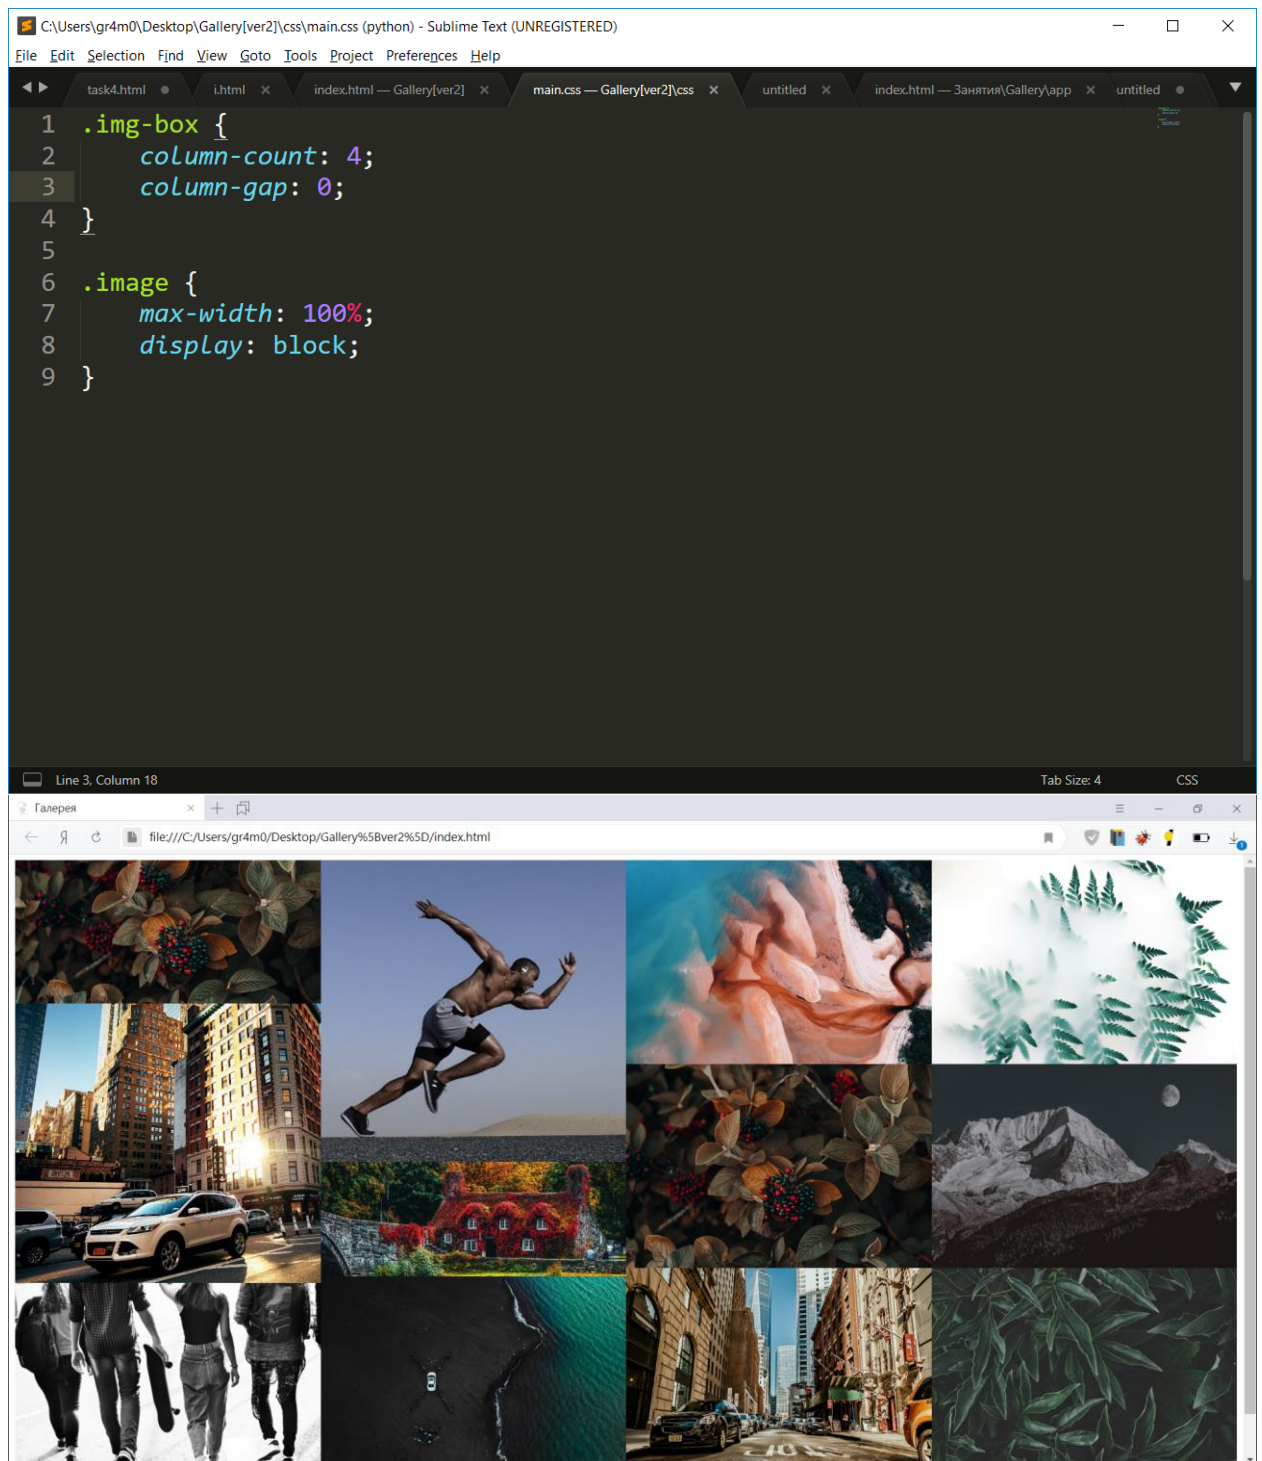 C:\Users\gr4m0\Desktop\Gallery[ver2]\css\main.css (python) - Sublime Text (UNREGISTERED)
File Edit Selection Find View Goto Tools Project Preferences Help
task4.html i.html index.html — Gallery[ver2] main.css — Gallery[ver2]\css untitled index.html — Занятия\Gallery\app untitled
1 .img-box {
2 column-count: 4;
3 column-gap: 0;
4 }
5
6 .image {
7 max-width: 100%;
8 display: block;
9 }
Line 3, Column 18 Tab Size: 4 CSS
Галерея
Я file:///C:/Users/gr4m0/Desktop/Gallery%5Bver2%5D/index.html 1